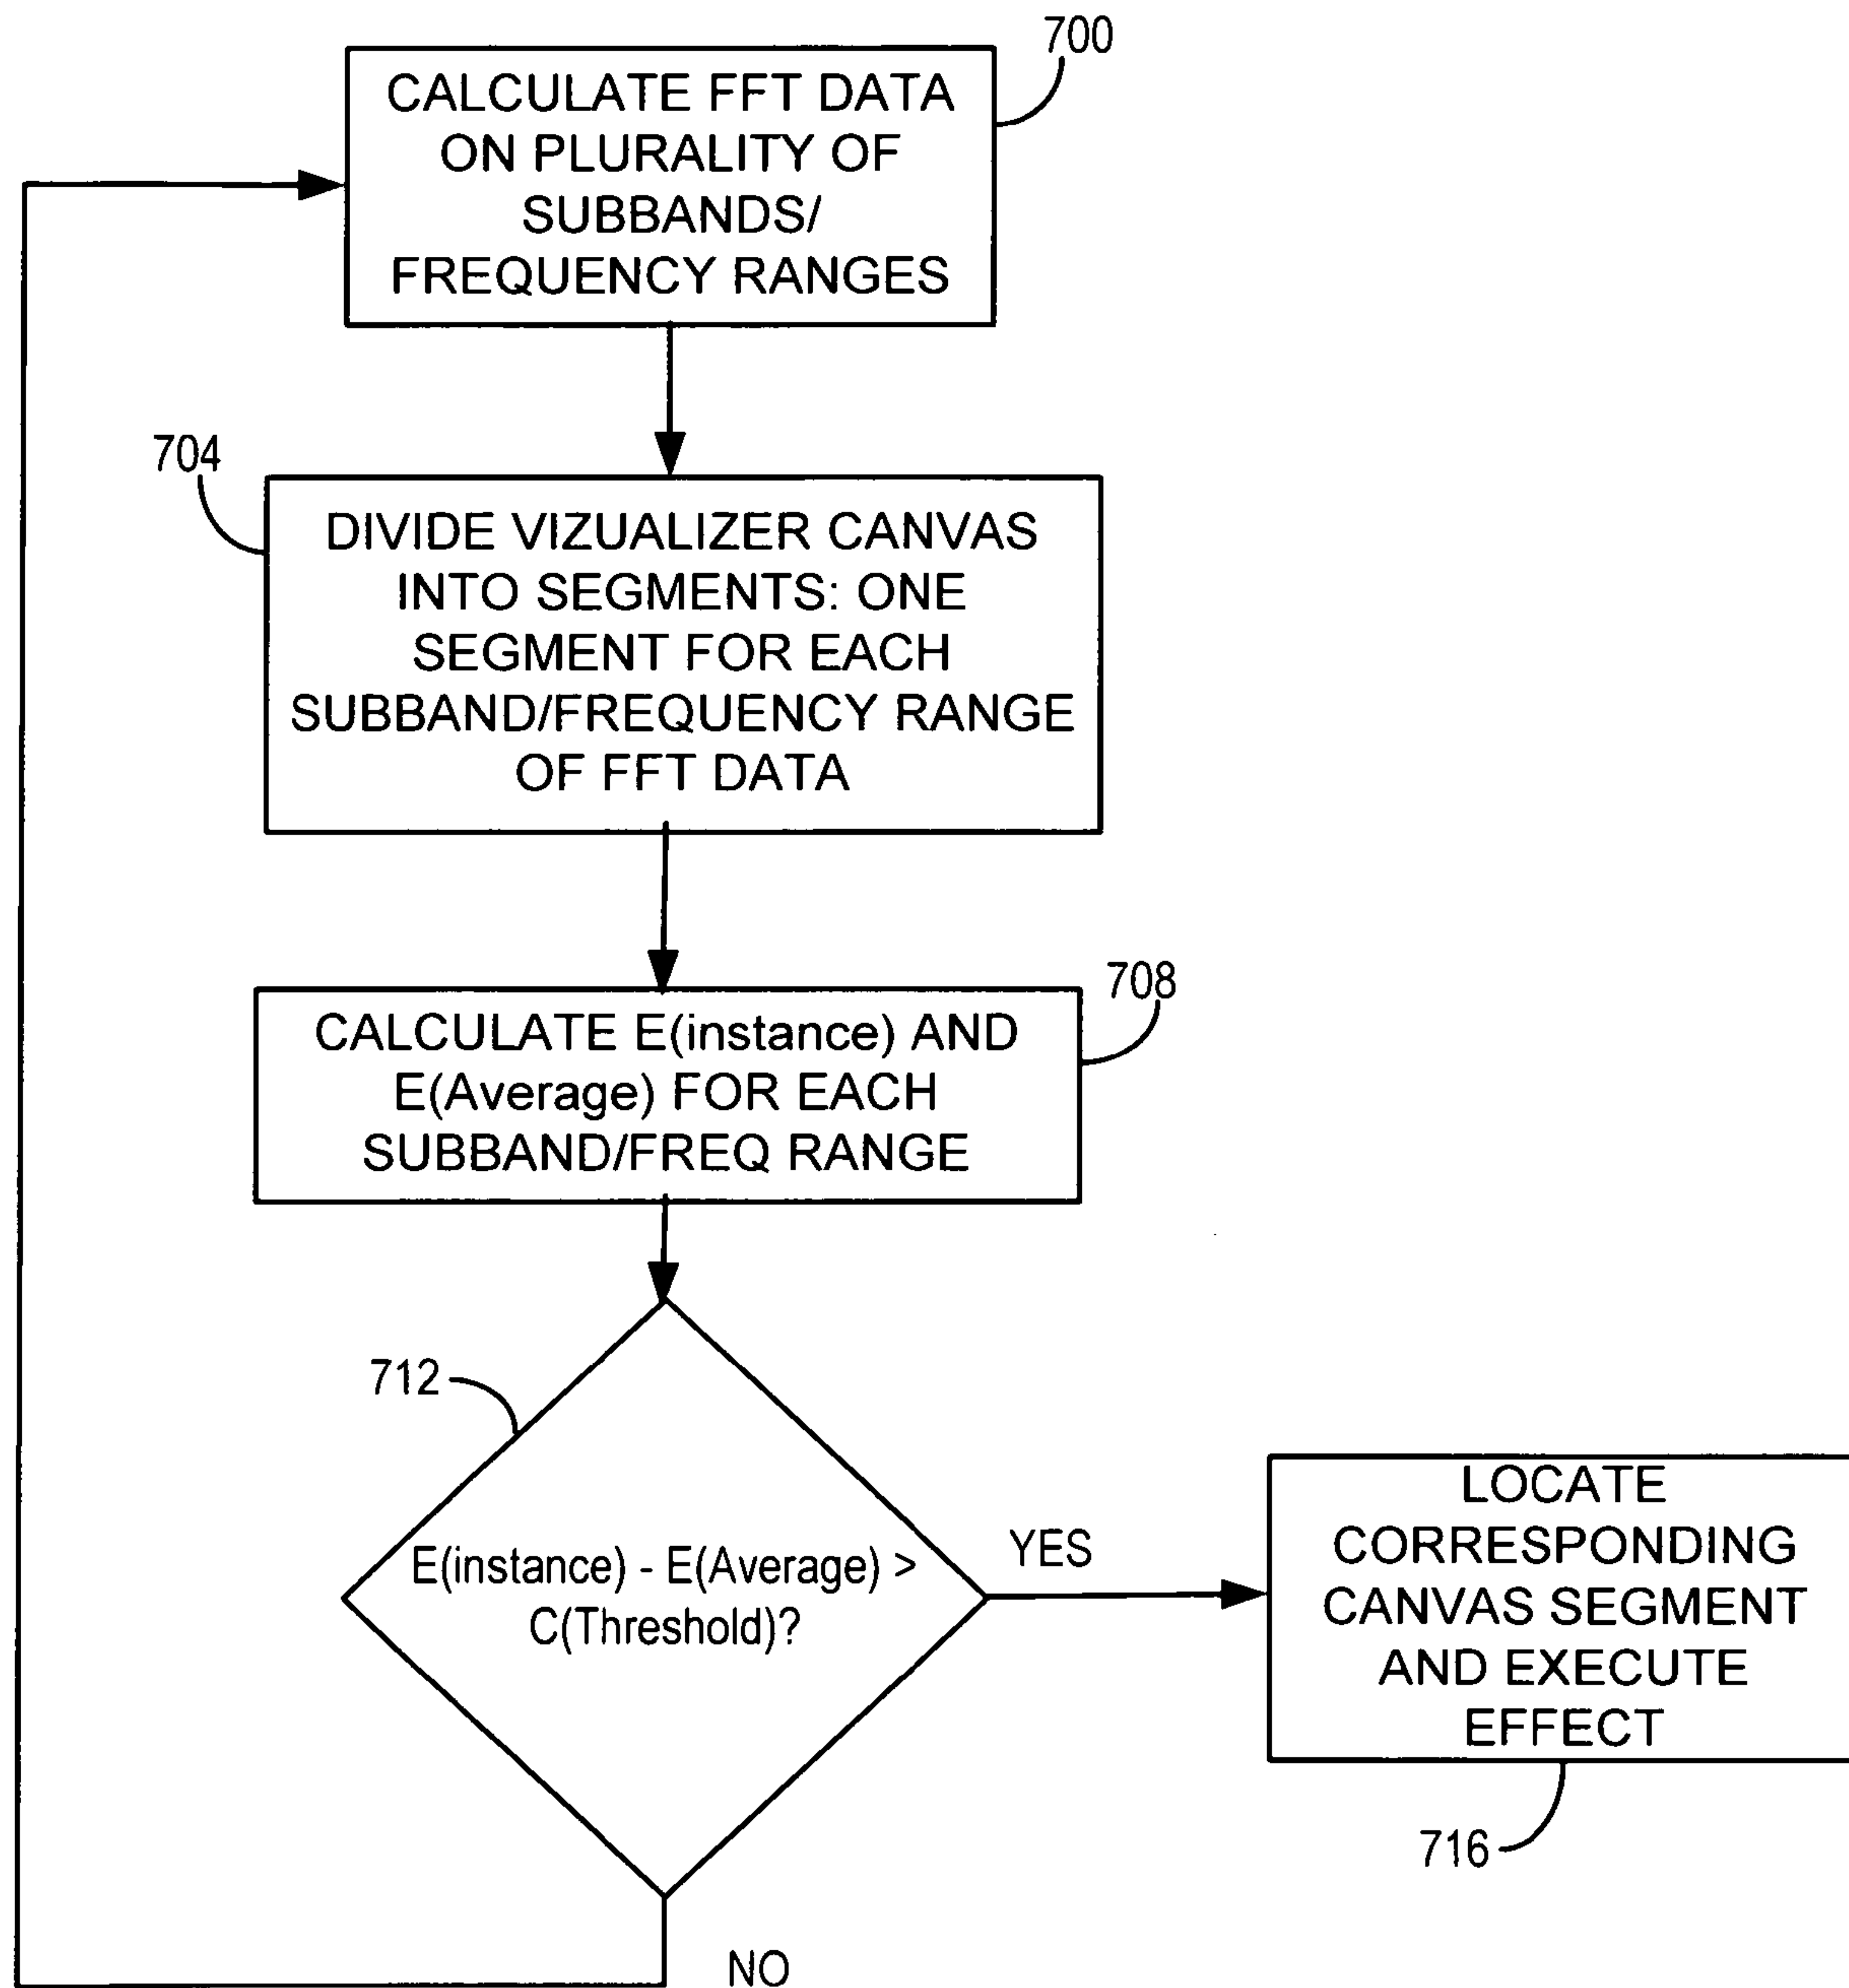 700
CALCULATE FFT DATA
ON PLURALITY OF
SUBBANDS/
FREQUENCY RANGES
704
DIVIDE VIZUALIZER CANVAS
INTO SEGMENTS: ONE
SEGMENT FOR EACH
SUBBAND/FREQUENCY RANGE
OF FFT DATA
708
CALCULATE E(instance) AND
E(Average) FOR EACH
SUBBAND/FREQ RANGE
712
E(instance) - E(Average) >
C(Threshold)?
YES
LOCATE
CORRESPONDING
CANVAS SEGMENT
AND EXECUTE
EFFECT
716
NO